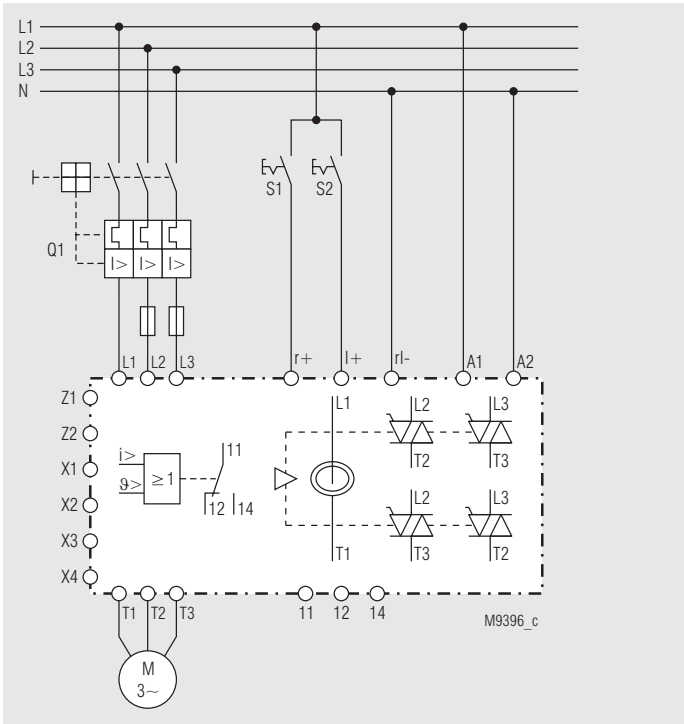 L1
L2
L3
N
S1
S2
Q1
I>
I>
I>
L1
L2
L3
r+
l+
rl-
A1
A2
Z1
Z2
X1
X2
X3
X4
i>
ϑ>
≥1
11
12
14
L1
T1
L2
T2
L3
T3
L2
T3
L3
T2
T1
T2
T3
11
12
14
M9396_c
M
3~